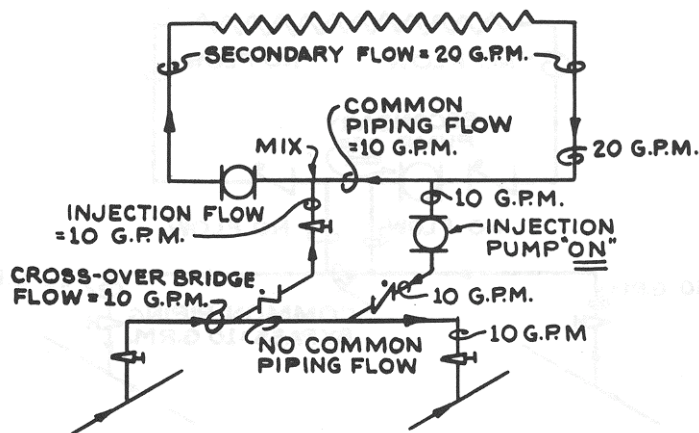 SECONDARY FLOW = 20 G.P.M.
COMMON
PIPING FLOW
=10 G.P.M.
20 G.P.M.
MIX
10 G.P.M.
INJECTION FLOW
=10 G.P.M.
INJECTION
PUMP "ON"
CROSS-OVER BRIDGE
FLOW=10 G.P.M.
10 G.P.M.
NO COMMON
PIPING FLOW
10 G.P.M